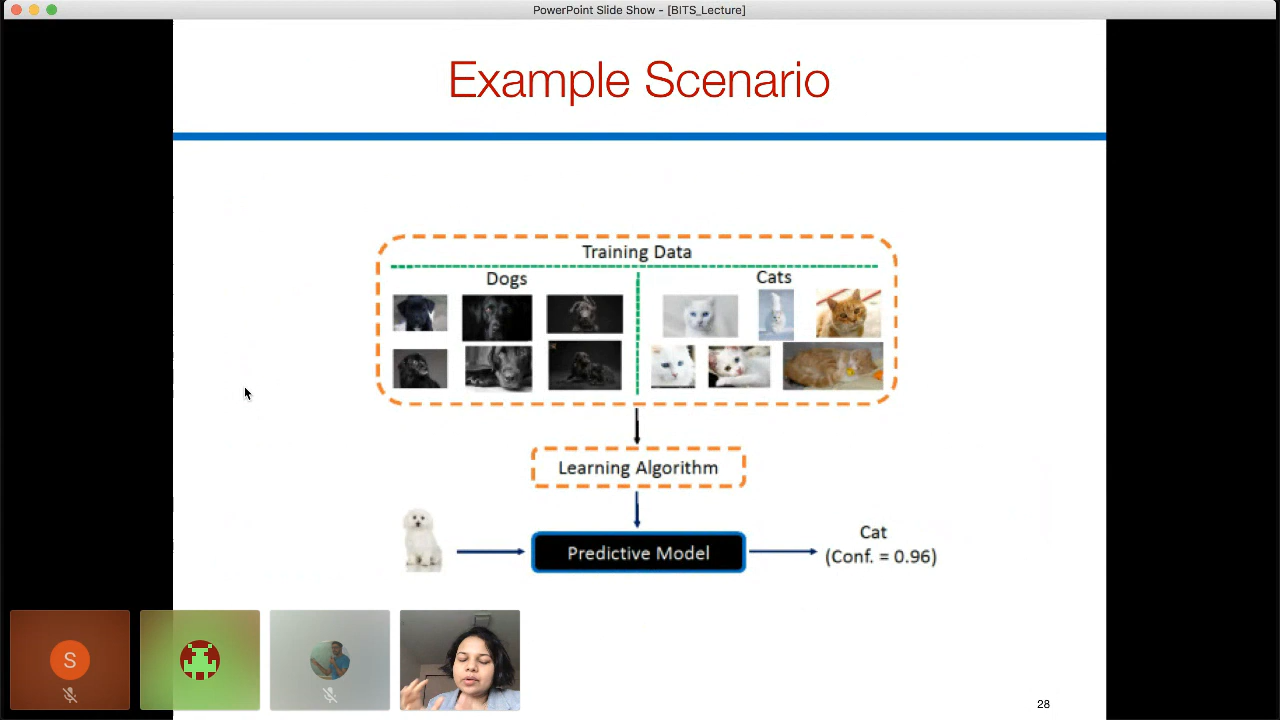 PowerPoint Slide Show - [BITS_Lecture]
Example Scenario
Training Data
Dogs
Cats
Learning Algorithm
Predictive Model
Cat
(Conf. = 0.96)
S
28